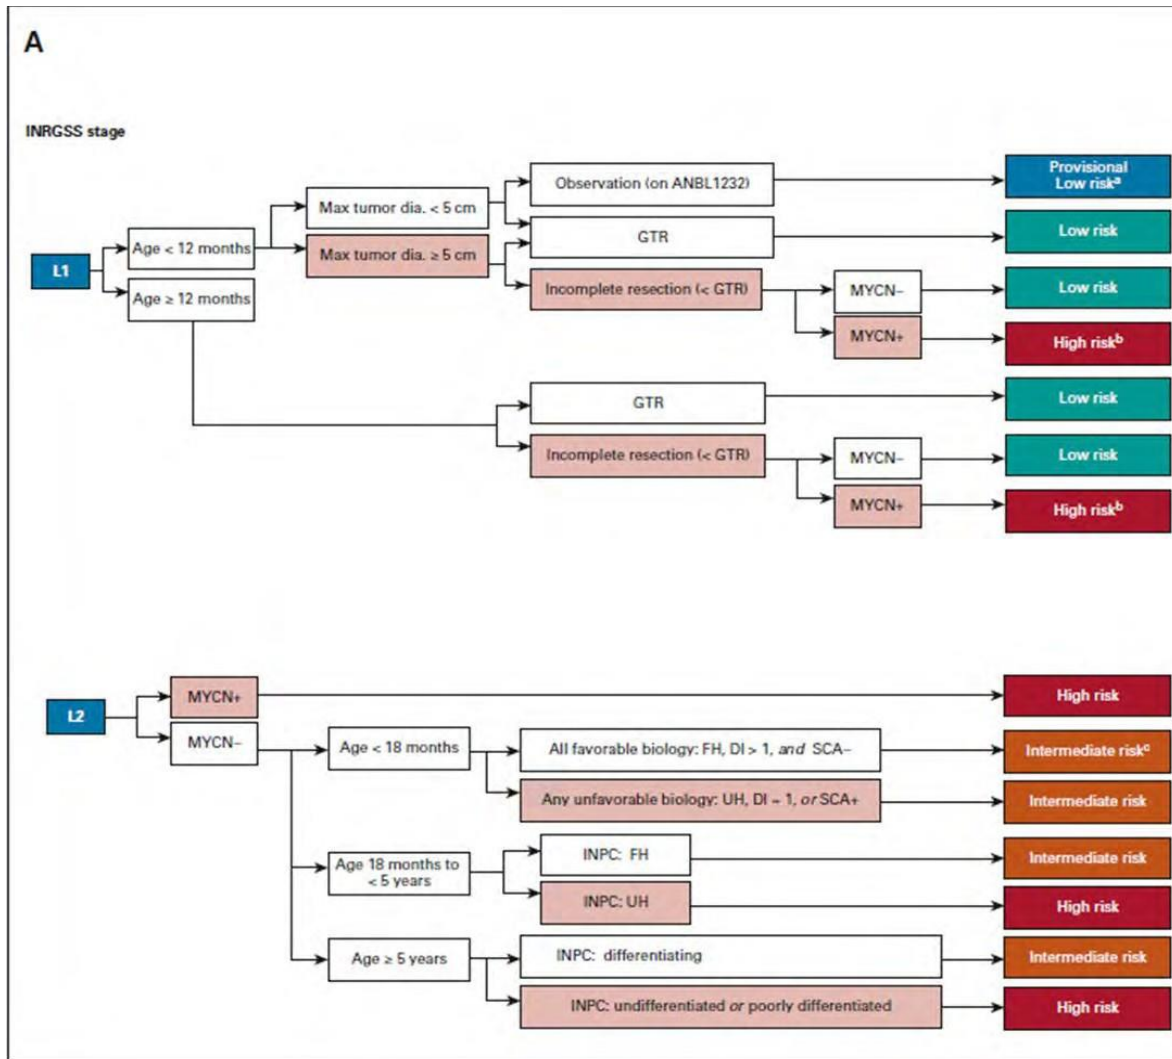 A
INRGSS stage
L1
Age < 12 months
Age ≥ 12 months
Max tumor dia. < 5 cm
Max tumor dia. ≥ 5 cm
Observation (on ANBL1232)
Provisional
Low riskᵃ
GTR
Low risk
Incomplete resection (< GTR)
MYCN–
Low risk
MYCN+
High riskᵇ
GTR
Low risk
Incomplete resection (< GTR)
MYCN–
Low risk
MYCN+
High riskᵇ
L2
MYCN+
High risk
MYCN–
Age < 18 months
All favorable biology: FH, DI > 1, and SCA–
Intermediate riskᶜ
Any unfavorable biology: UH, DI = 1, or SCA+
Intermediate risk
Age 18 months to
< 5 years
INPC: FH
Intermediate risk
INPC: UH
High risk
Age ≥ 5 years
INPC: differentiating
Intermediate risk
INPC: undifferentiated or poorly differentiated
High risk